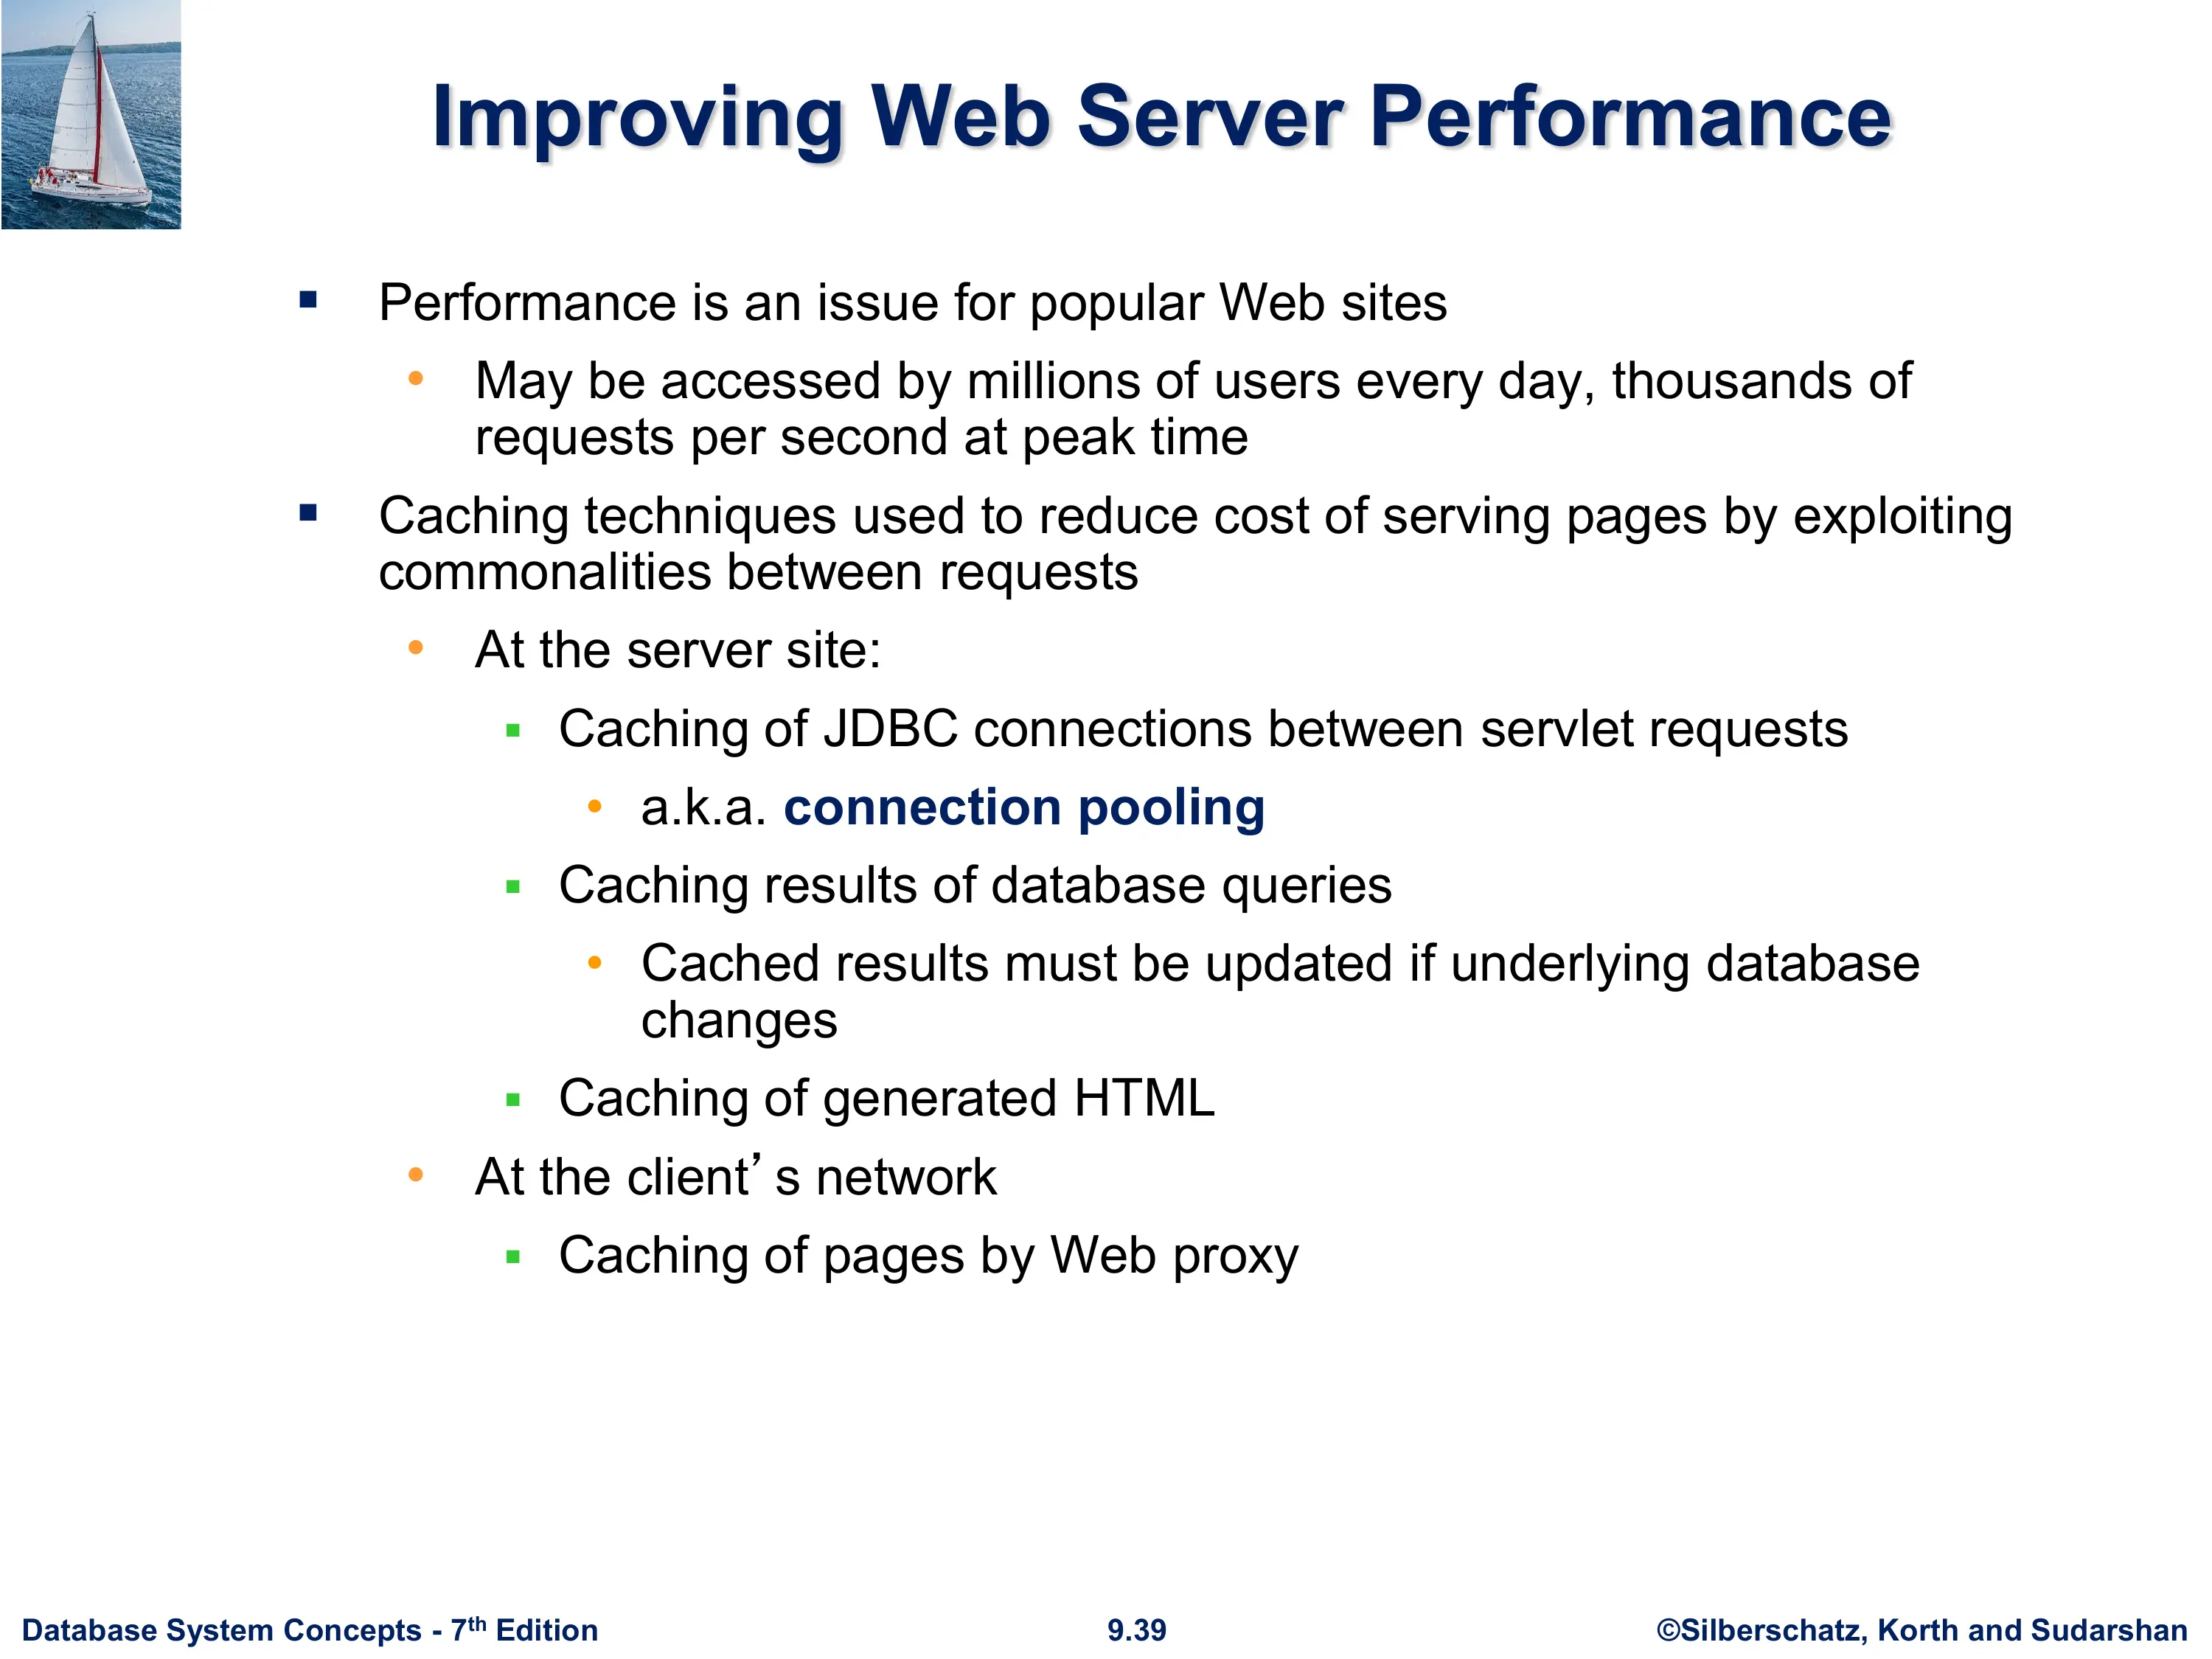 Improving Web Server Performance
▪ Performance is an issue for popular Web sites
• May be accessed by millions of users every day, thousands of
requests per second at peak time
▪ Caching techniques used to reduce cost of serving pages by exploiting
commonalities between requests
• At the server site:
▪ Caching of JDBC connections between servlet requests
• a.k.a. connection pooling
▪ Caching results of database queries
• Cached results must be updated if underlying database
changes
▪ Caching of generated HTML
• At the client’s network
▪ Caching of pages by Web proxy
Database System Concepts - 7th Edition
9.39
©Silberschatz, Korth and Sudarshan